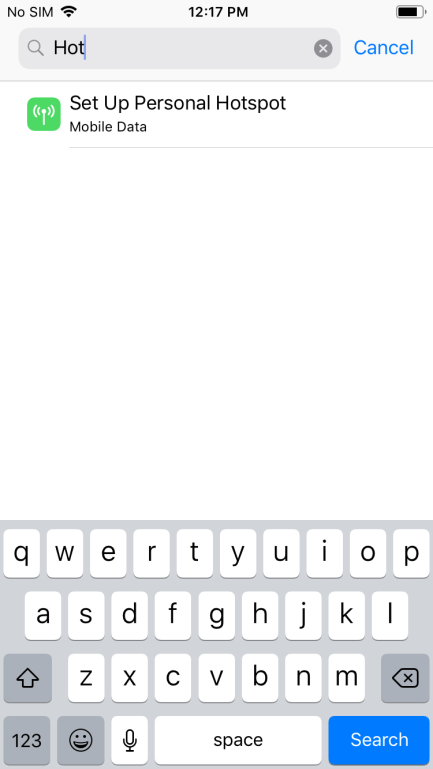 No SIM 12:17 PM
Hot Cancel
Set Up Personal Hotspot
Mobile Data
q w e r t y u i o p
a s d f g h j k l
z x c v b n m
123 space Search